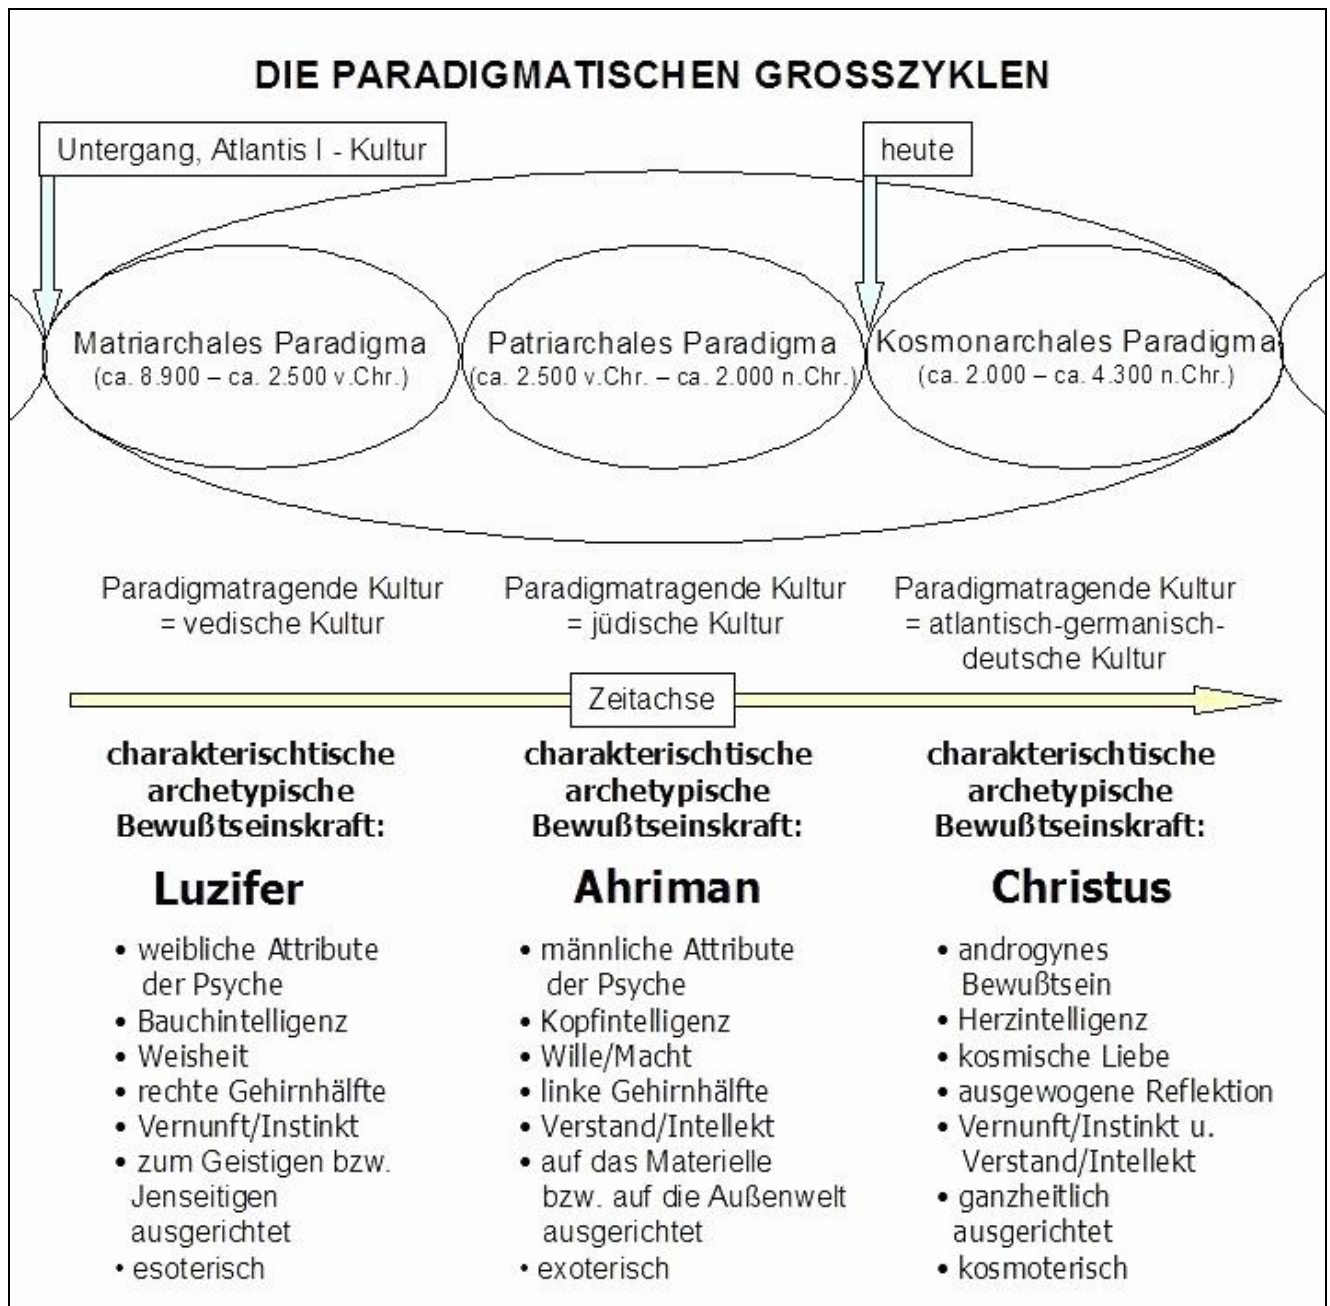 DIE PARADIGMATISCHEN GROSSZYKLEN
Untergang, Atlantis I - Kultur
heute
Matriarchales Paradigma
(ca. 8.900 – ca. 2.500 v.Chr.)
Patriarchales Paradigma
(ca. 2.500 v.Chr. – ca. 2.000 n.Chr.)
Kosmonarchales Paradigma
(ca. 2.000 – ca. 4.300 n.Chr.)
Paradigmatragende Kultur
= vedische Kultur
Paradigmatragende Kultur
= jüdische Kultur
Paradigmatragende Kultur
= atlantisch-germanisch-
deutsche Kultur
Zeitachse
charakterischtische
archetypische
Bewußtseinskraft:
Luzifer
• weibliche Attribute
der Psyche
• Bauchintelligenz
• Weisheit
• rechte Gehirnhälfte
• Vernunft/Instinkt
• zum Geistigen bzw.
Jenseitigen
ausgerichtet
• esoterisch
charakterischtische
archetypische
Bewußtseinskraft:
Ahriman
• männliche Attribute
der Psyche
• Kopfintelligenz
• Wille/Macht
• linke Gehirnhälfte
• Verstand/Intellekt
• auf das Materielle
bzw. auf die Außenwelt
ausgerichtet
• exoterisch
charakterischtische
archetypische
Bewußtseinskraft:
Christus
• androgynes
Bewußtsein
• Herzintelligenz
• kosmische Liebe
• ausgewogene Reflektion
• Vernunft/Instinkt u.
Verstand/Intellekt
• ganzheitlich
ausgerichtet
• kosmoterisch